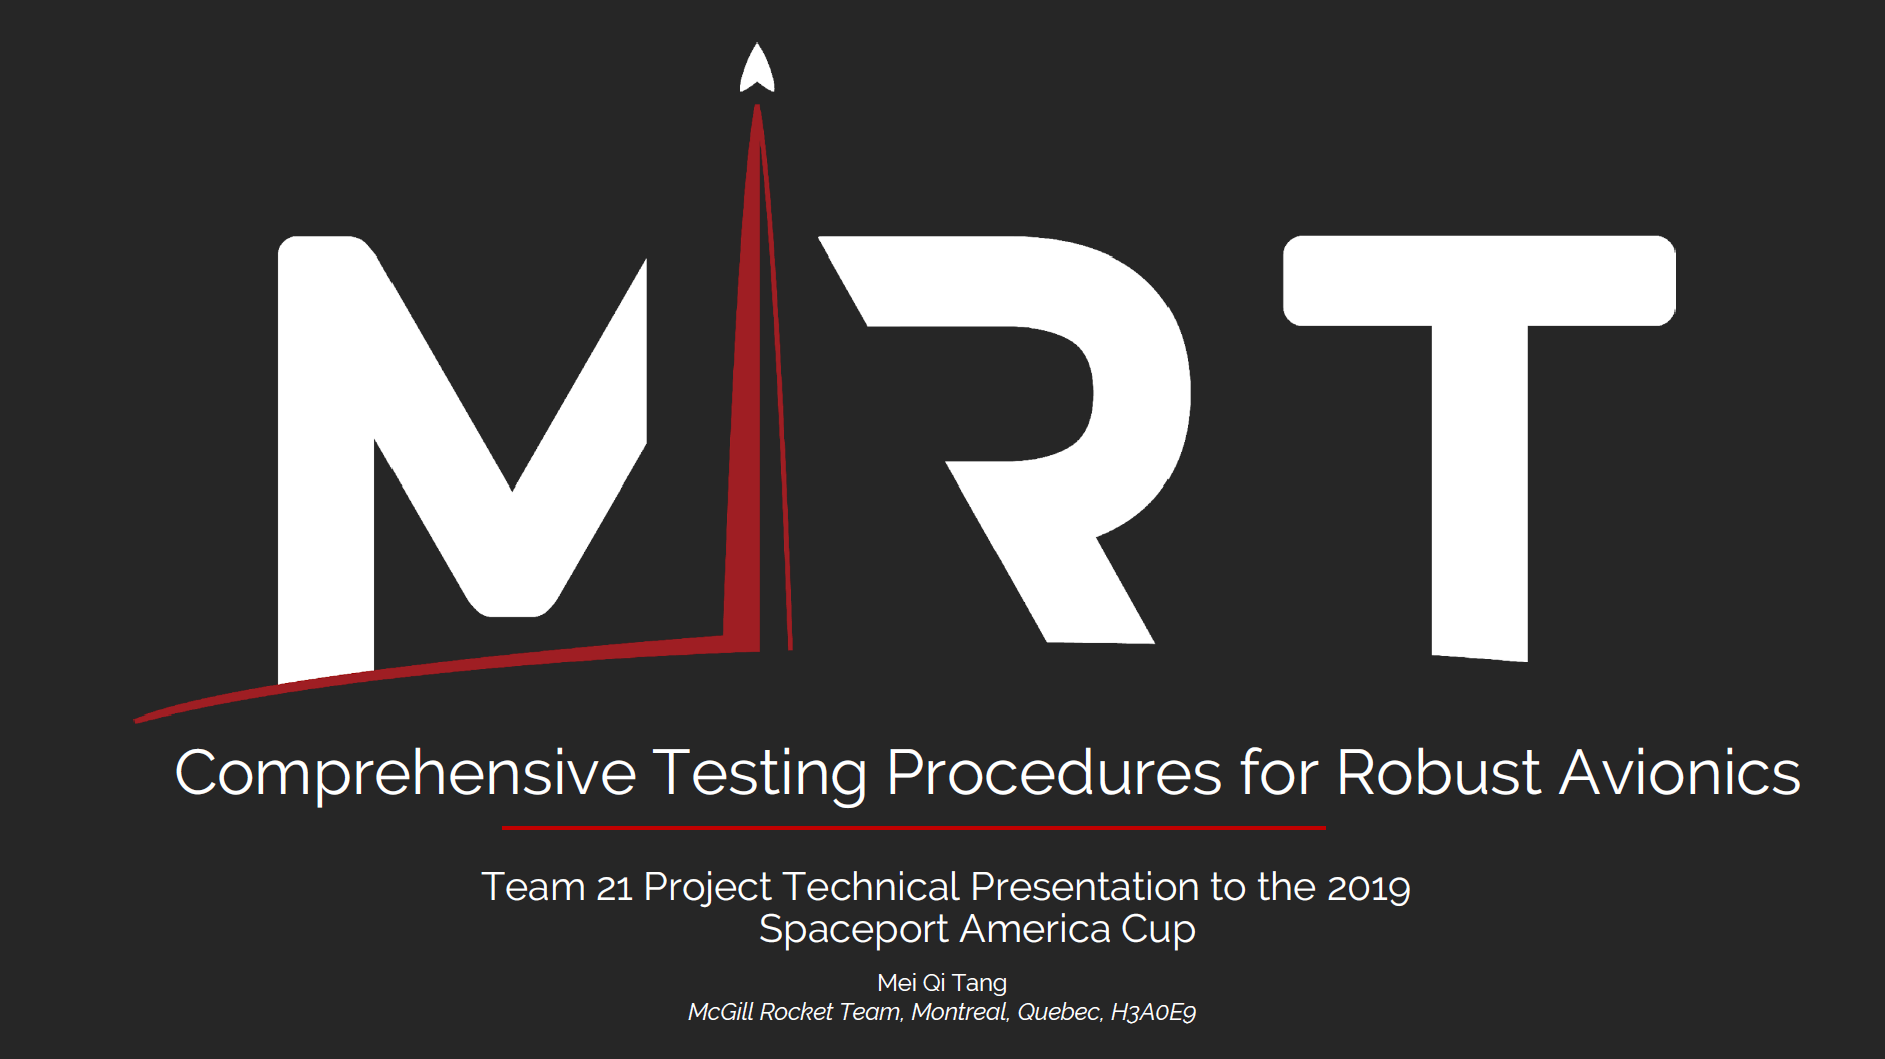 MRT
Comprehensive Testing Procedures for Robust Avionics
Team 21 Project Technical Presentation to the 2019
Spaceport America Cup
Mei Qi Tang
McGill Rocket Team, Montreal, Quebec, H3A0E9